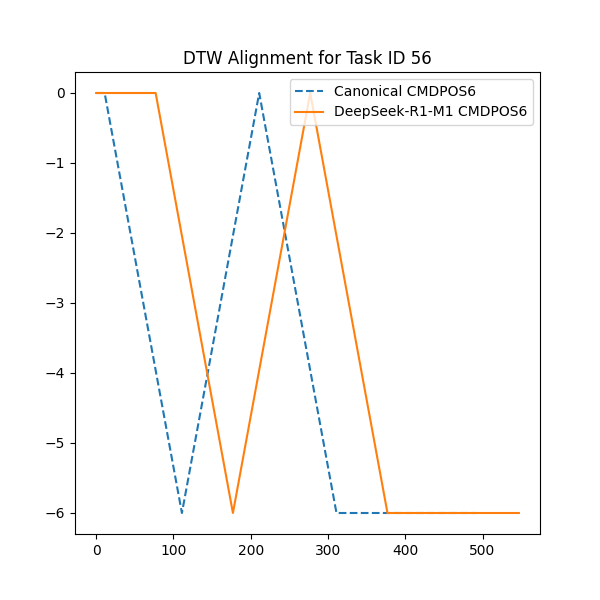 DTW Alignment for Task ID 56
Canonical CMDPOS6
DeepSeek-R1-M1 CMDPOS6
0
−1
−2
−3
−4
−5
−6
0 100 200 300 400 500